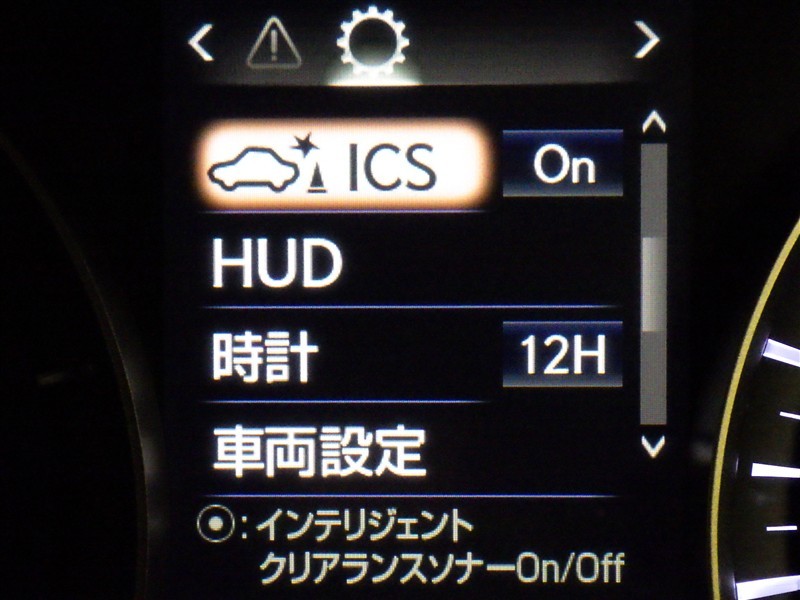 ICS On
HUD
時計 12H
車両設定
:インテリジェント
クリアランスソナーOn/Off